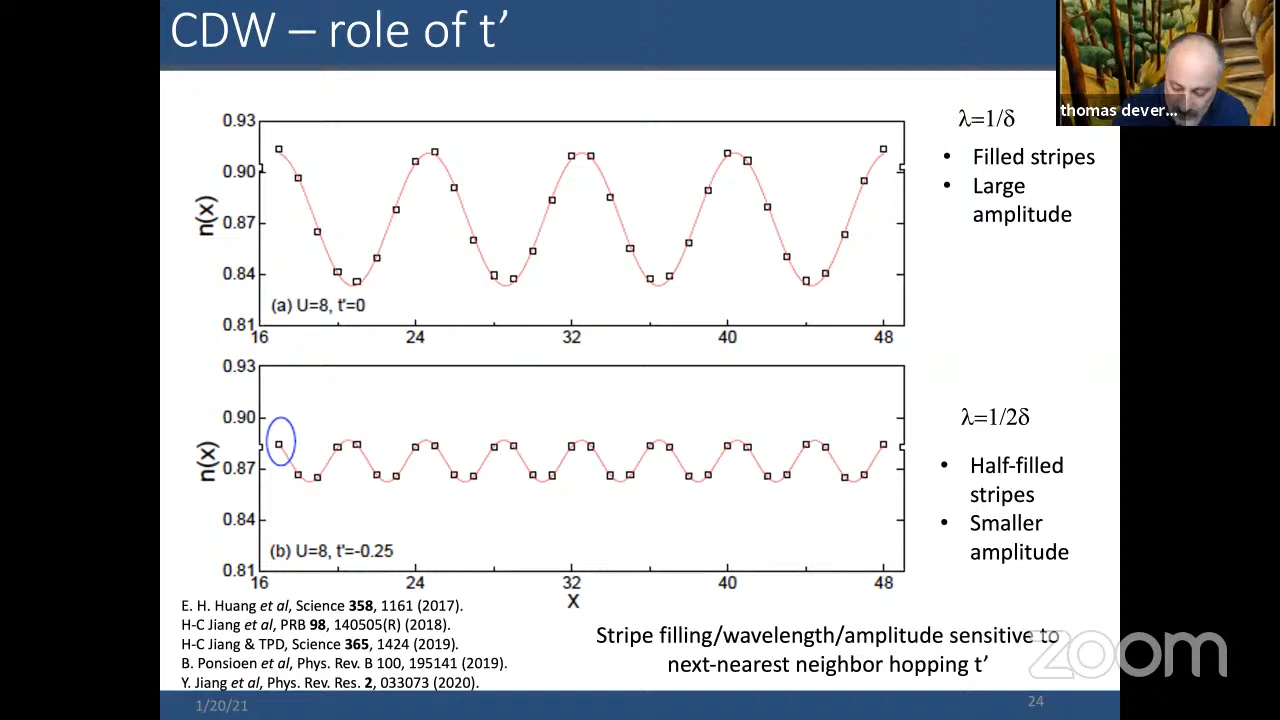 CDW – role of t’
thomas dever...
0.93
0.90
0.87
0.84
0.81
n(x)
(a) U=8, t'=0
16 24 32 40 48
λ=1/δ
• Filled stripes
• Large
amplitude
0.93
0.90
0.87
0.84
0.81
n(x)
(b) U=8, t'=-0.25
16 24 32 40 48
X
λ=1/2δ
• Half-filled
stripes
• Smaller
amplitude
E. H. Huang et al, Science 358, 1161 (2017).
H-C Jiang et al, PRB 98, 140505(R) (2018).
H-C Jiang & TPD, Science 365, 1424 (2019).
B. Ponsioen et al, Phys. Rev. B 100, 195141 (2019).
Y. Jiang et al, Phys. Rev. Res. 2, 033073 (2020).
Stripe filling/wavelength/amplitude sensitive to
next-nearest neighbor hopping t’
zoom
1/20/21
24